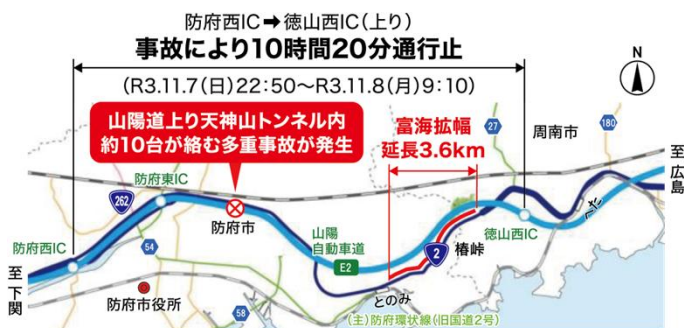 防府西IC➡徳山西IC(上り)
事故により10時間20分通行止
(R3.11.7(日)22:50〜R3.11.8(月)9:10)
N
山陽道上り天神山トンネル内
約10台が絡む多重事故が発生
富海拡幅
延長3.6km
27
周南市
180
至広島
防府東IC
262
防府市
山陽
自動車道
E2
徳山西IC
防府西IC
54
2
椿峠
至下関
防府市役所
とのみ
58
(主)防府環状線(旧国道2号)